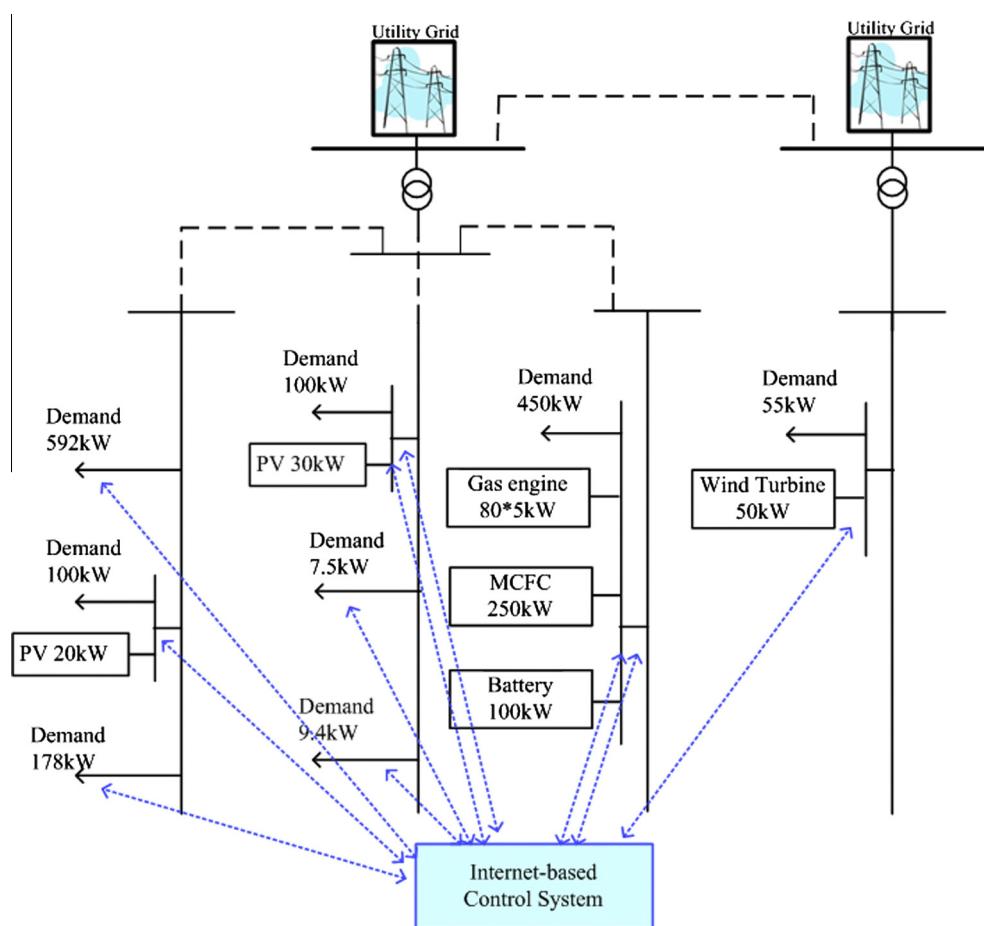 Utility Grid
Utility Grid
Demand
592kW
Demand
100kW
PV 20kW
Demand
178kW
Demand
100kW
PV 30kW
Demand
7.5kW
Demand
9.4kW
Demand
450kW
Gas engine
80*5kW
MCFC
250kW
Battery
100kW
Demand
55kW
Wind Turbine
50kW
Internet-based
Control System